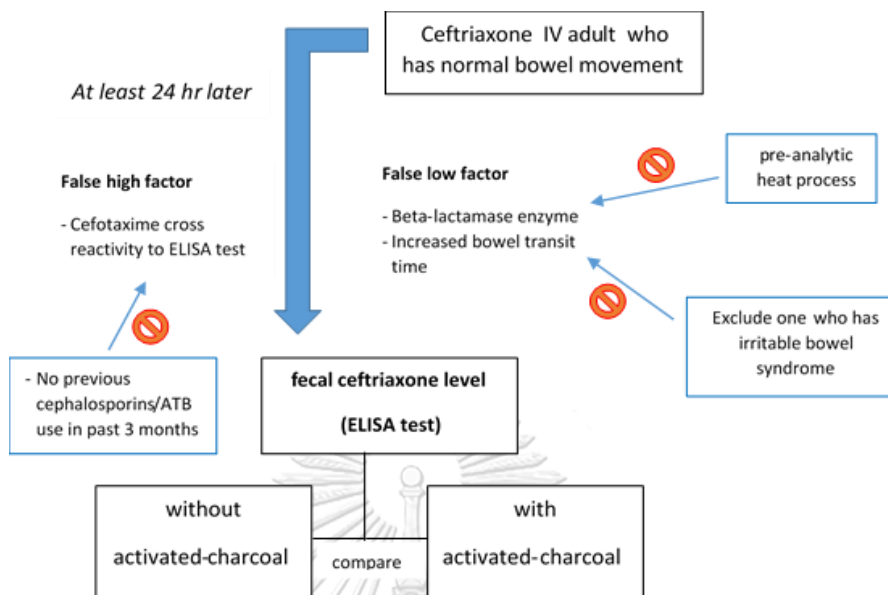 Ceftriaxone IV adult who
has normal bowel movement
At least 24 hr later
pre-analytic
heat process
False high factor
- Cefotaxime cross
reactivity to ELISA test
False low factor
- Beta-lactamase enzyme
- Increased bowel transit
time
Exclude one who has
irritable bowel
syndrome
- No previous
cephalosporins/ATB
use in past 3 months
fecal ceftriaxone level
(ELISA test)
without
activated-charcoal
compare
with
activated-charcoal